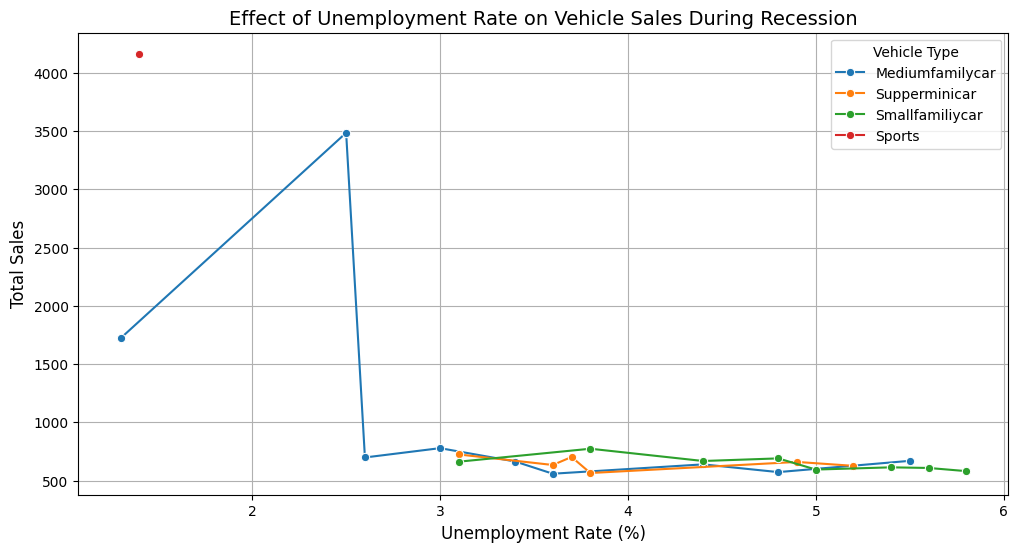 Effect of Unemployment Rate on Vehicle Sales During Recession
Vehicle Type
Mediumfamilycar
Supperminicar
Smallfamiliycar
Sports
Total Sales
4000
3500
3000
2500
2000
1500
1000
500
2
3
4
5
6
Unemployment Rate (%)